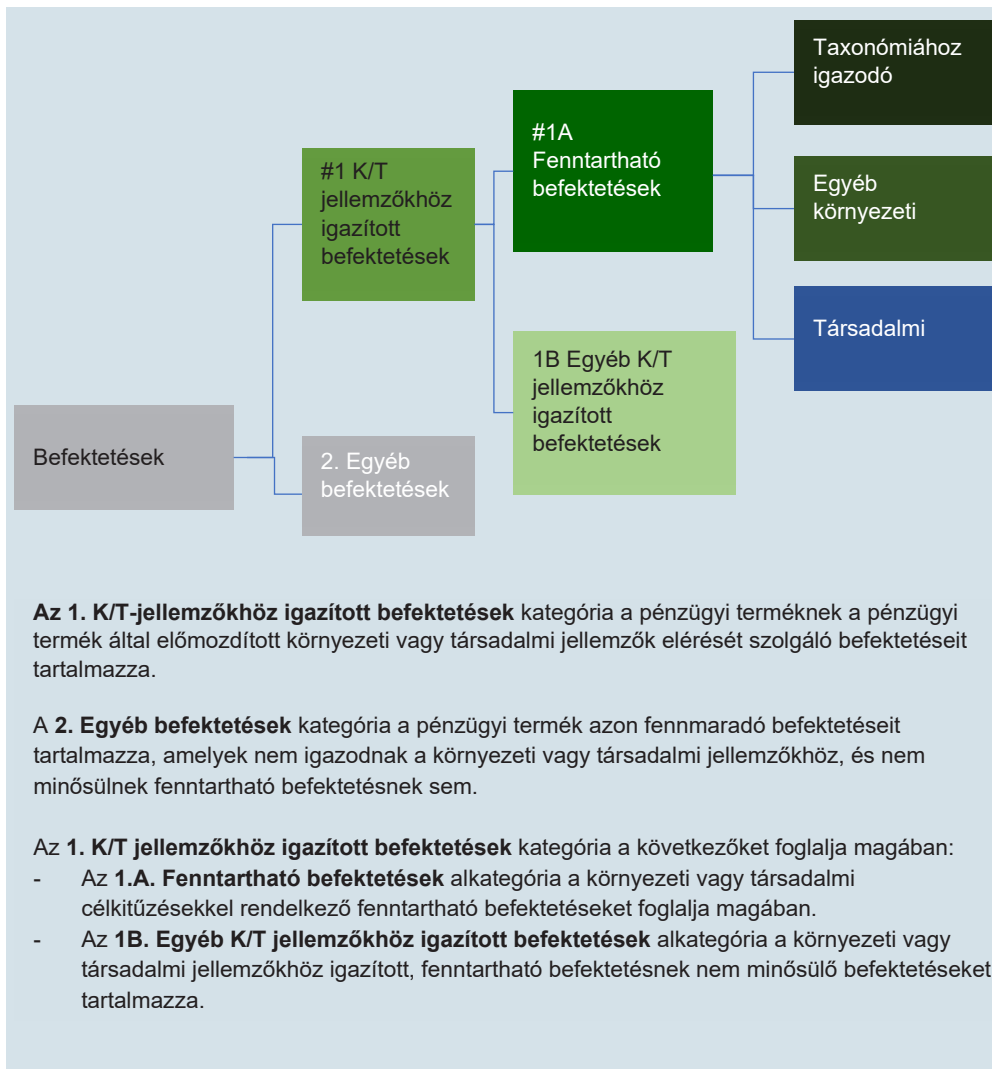 Befektetések
#1 K/T
jellemzőkhöz
igazított
befektetések
2. Egyéb
befektetések
#1A
Fenntartható
befektetések
1B Egyéb K/T
jellemzőkhöz
igazított
befektetések
Taxonómiához
igazodó
Egyéb
környezeti
Társadalmi
Az 1. K/T-jellemzőkhöz igazított befektetések kategória a pénzügyi terméknek a pénzügyi
termék által előmozdított környezeti vagy társadalmi jellemzők elérését szolgáló befektetéseit
tartalmazza.
A 2. Egyéb befektetések kategória a pénzügyi termék azon fennmaradó befektetéseit
tartalmazza, amelyek nem igazodnak a környezeti vagy társadalmi jellemzőkhöz, és nem
minősülnek fenntartható befektetésnek sem.
Az 1. K/T jellemzőkhöz igazított befektetések kategória a következőket foglalja magában:
- Az 1.A. Fenntartható befektetések alkategória a környezeti vagy társadalmi
célkitűzésekkel rendelkező fenntartható befektetéseket foglalja magában.
- Az 1B. Egyéb K/T jellemzőkhöz igazított befektetések alkategória a környezeti vagy
társadalmi jellemzőkhöz igazított, fenntartható befektetésnek nem minősülő befektetéseket
tartalmazza.